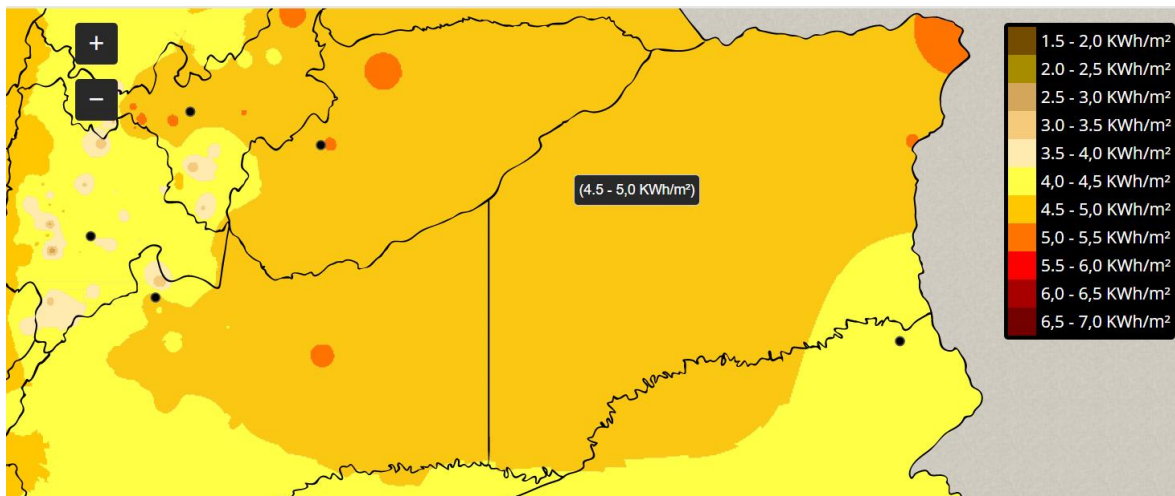 +
−
(4.5 - 5,0 KWh/m²)
1.5 - 2,0 KWh/m²
2.0 - 2,5 KWh/m²
2.5 - 3,0 KWh/m²
3.0 - 3.5 KWh/m²
3.5 - 4,0 KWh/m²
4,0 - 4,5 KWh/m²
4.5 - 5,0 KWh/m²
5,0 - 5,5 KWh/m²
5.5 - 6,0 KWh/m²
6,0 - 6,5 KWh/m²
6,5 - 7,0 KWh/m²